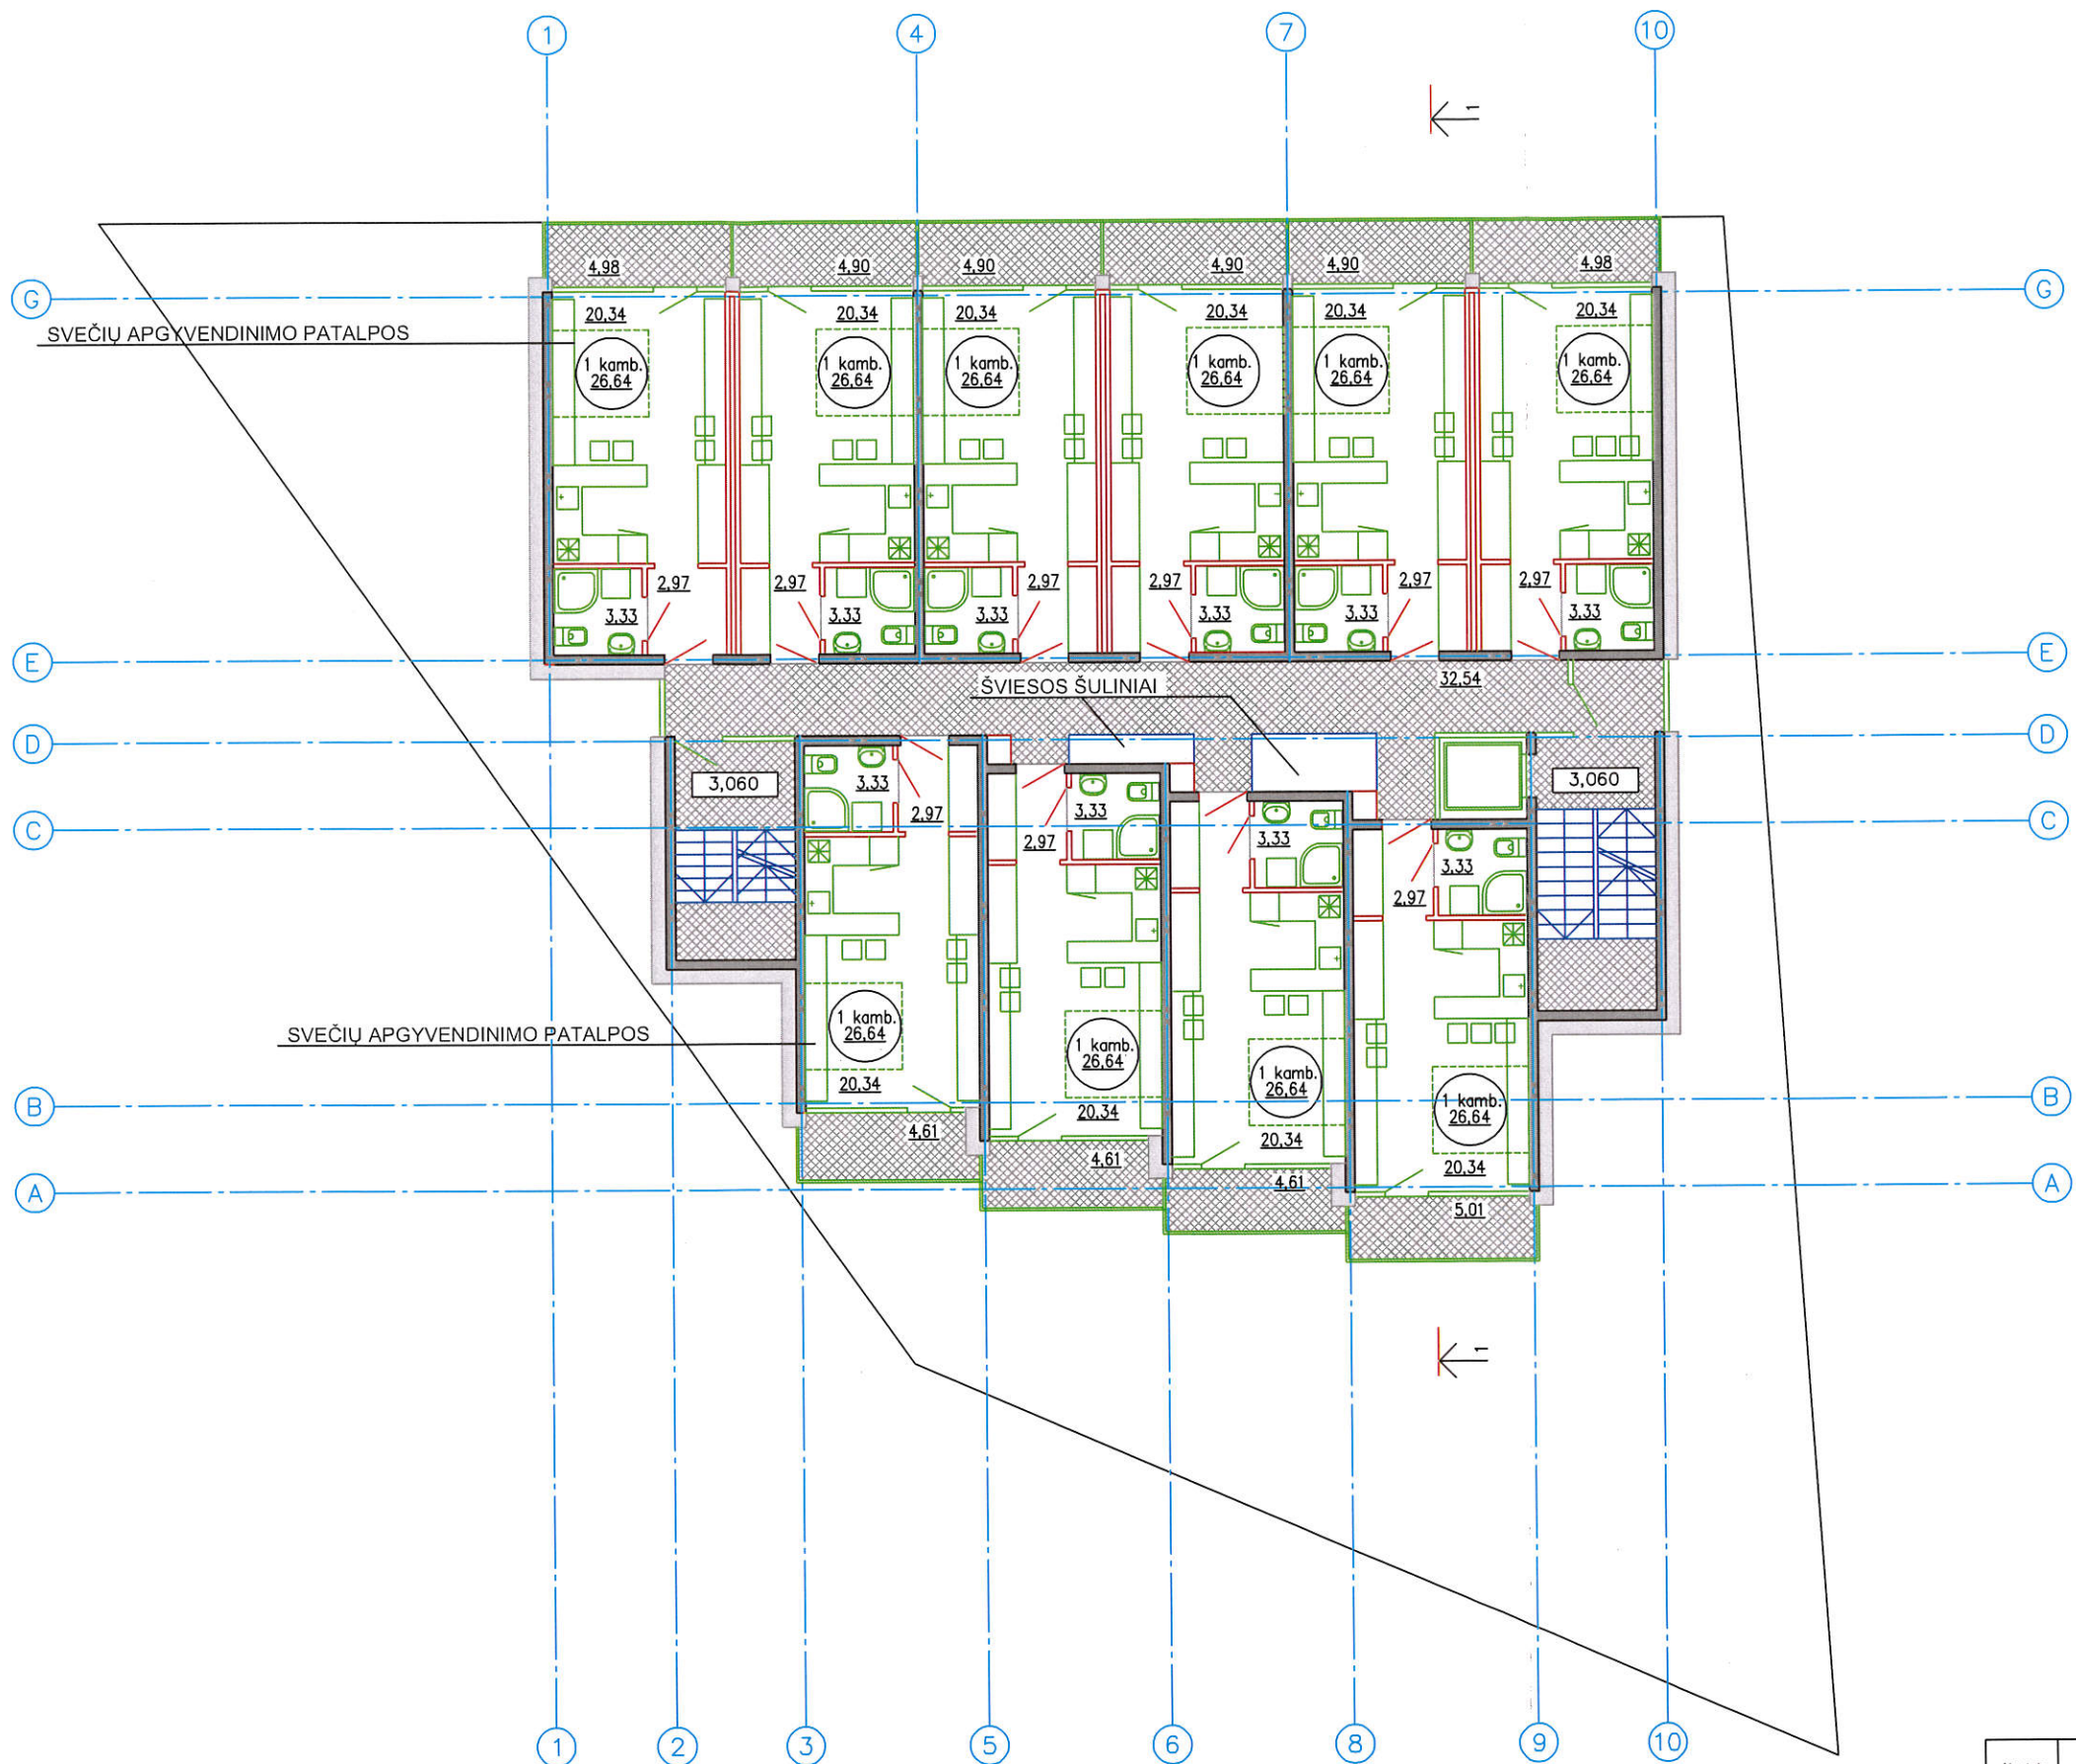 1 4 7 10
1
4,98 4,90 4,90 4,90 4,90 4,98
G G
20,34 20,34 20,34 20,34 20,34 20,34
SVEČIŲ APGYVENDINIMO PATALPOS
1 kamb. 1 kamb. 1 kamb. 1 kamb. 1 kamb. 1 kamb.
26,64 26,64 26,64 26,64 26,64 26,64
2,97 2,97 2,97 2,97 2,97 2,97
3,33 3,33 3,33 3,33 3,33 3,33
E E
ŠVIESOS ŠULINIAI 32,54
D D
3,060 3,33 3,060
3,33
2,97 3,33
C C
2,97 3,33
2,97
1 kamb.
26,64
SVEČIŲ APGYVENDINIMO PATALPOS
1 kamb.
26,64
1 kamb.
26,64
20,34
1 kamb.
26,64
B B
20,34
4,61
20,34
4,61
20,34
4,61
A A
5,01
1
1 2 3 5 6 8 9 10